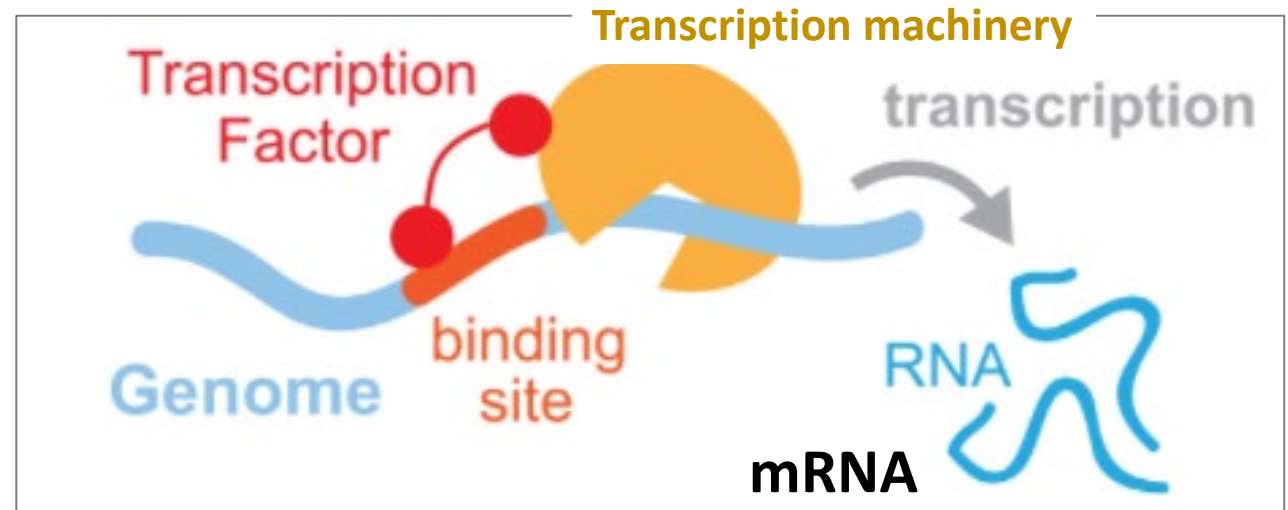 Transcription machinery
Transcription
Factor
transcription
binding
site
Genome
RNA
mRNA